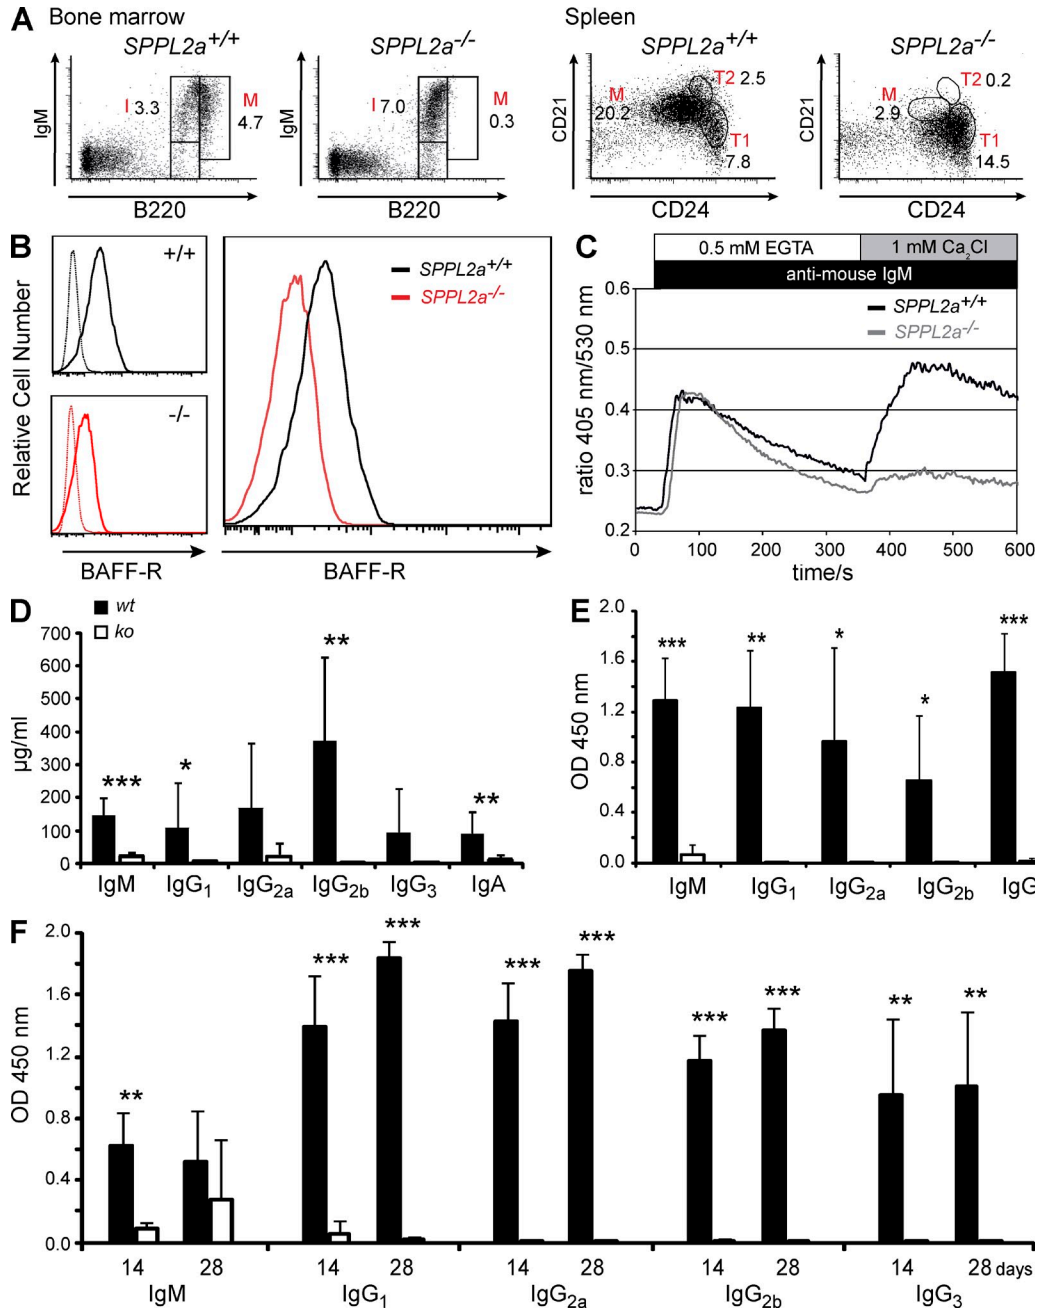 A Bone marrow Spleen
SPPL2a+/+ SPPL2a-/- SPPL2a+/+ SPPL2a-/-
IgM I 3.3 M 4.7 B220
IgM I 7.0 M 0.3 B220
CD21 M 20.2 T2 2.5 T1 7.8 CD24
CD21 M 2.9 T2 0.2 T1 14.5 CD24
B
Relative Cell Number
+/+
-/-
BAFF-R
SPPL2a+/+
SPPL2a-/-
BAFF-R
C
0.5 mM EGTA 1 mM Ca2Cl
anti-mouse IgM
SPPL2a+/+
SPPL2a-/-
ratio 405 nm/530 nm
0.6
0.5
0.4
0.3
0.2
0 100 200 300 400 500 600
time/s
D
wt
ko
µg/ml
700
600
500
400
300
200
100
0
*** * ** **
IgM IgG1 IgG2a IgG2b IgG3 IgA
E
OD 450 nm
2.0
1.6
1.2
0.8
0.4
0.0
*** ** * * ***
IgM IgG1 IgG2a IgG2b IgG
F
OD 450 nm
2.0
1.6
1.2
0.8
0.4
0.0
** *** *** *** *** *** *** ** **
14 28 14 28 14 28 14 28 14 28 days
IgM IgG1 IgG2a IgG2b IgG3